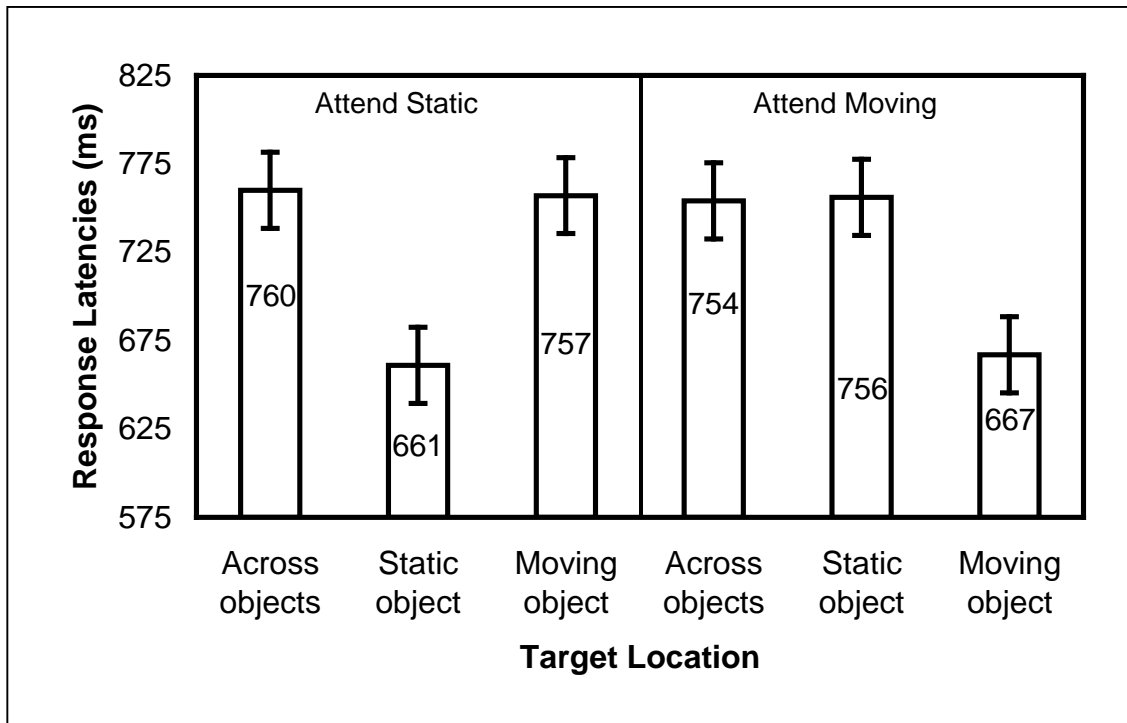 Response Latencies (ms)
825
775
725
675
625
575
Attend Static
Attend Moving
760
661
757
754
756
667
Across
objects
Static
object
Moving
object
Across
objects
Static
object
Moving
object
Target Location